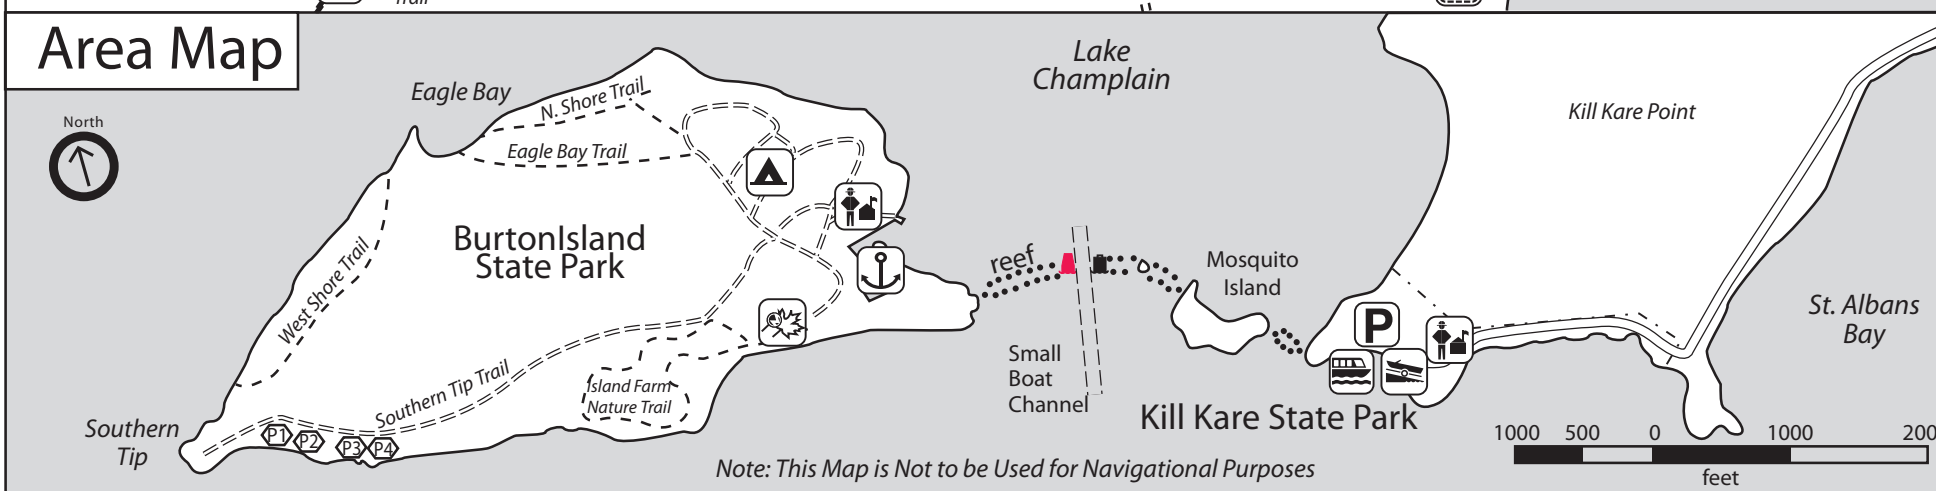 Trail
Area Map
North
Eagle Bay
N. Shore Trail
Eagle Bay Trail
West Shore Trail
BurtonIsland
State Park
Southern Tip Trail
Island Farm
Nature Trail
Southern
Tip
P1
P2
P3
P4
Lake
Champlain
reef
Small
Boat
Channel
Mosquito
Island
Kill Kare Point
P
Kill Kare State Park
St. Albans
Bay
Note: This Map is Not to be Used for Navigational Purposes
1000 500 0 1000 200
feet